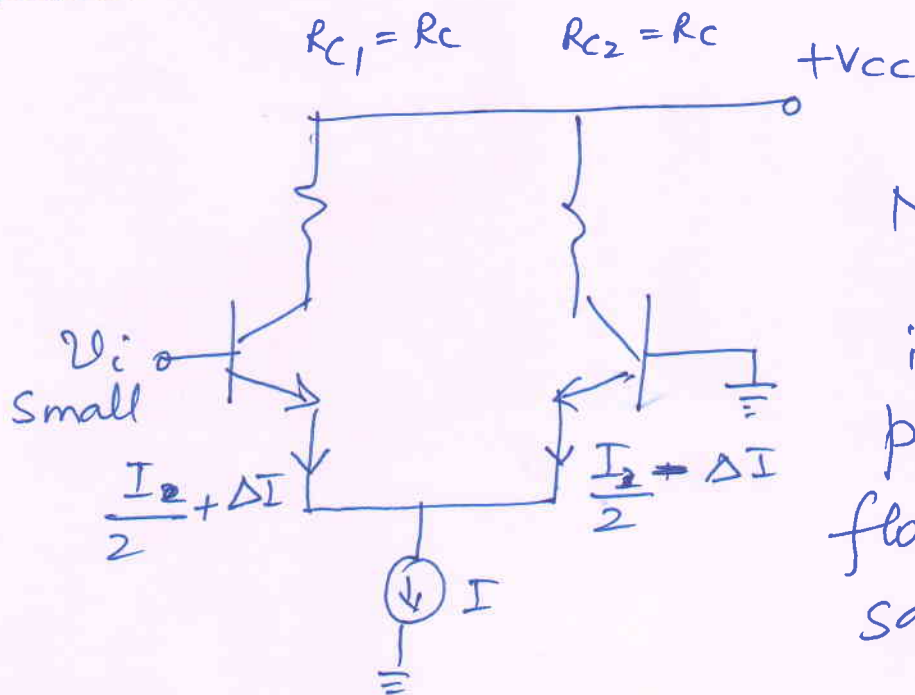 RC1 = RC RC2 = RC
+VCC
vi
small
I/2 + ΔI
I/2 - ΔI
I